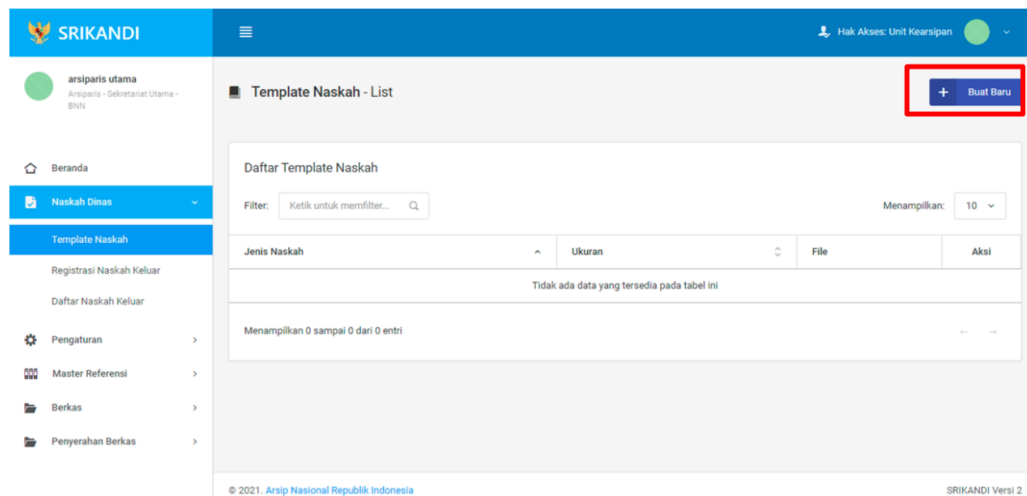 SRIKANDI
Hak Akses: Unit Kearsipan
arsiparis utama
Arsiparis - Sekretariat Utama -
BNN
Template Naskah - List
+ Buat Baru
Beranda
Naskah Dinas
Template Naskah
Registrasi Naskah Keluar
Daftar Naskah Keluar
Pengaturan
Master Referensi
Berkas
Penyerahan Berkas
Daftar Template Naskah
Filter: Ketik untuk memfilter... Menampilkan: 10
Jenis Naskah Ukuran File Aksi
Tidak ada data yang tersedia pada tabel ini
Menampilkan 0 sampai 0 dari 0 entri
© 2021. Arsip Nasional Republik Indonesia SRIKANDI Versi 2